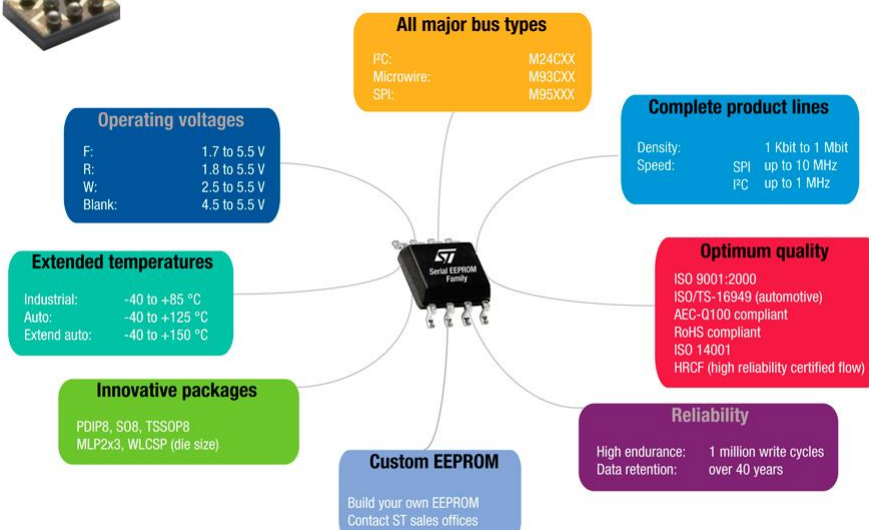 All major bus types
I²C: M24CXX
Microwire: M93CXX
SPI: M95XXX
Operating voltages
F: 1.7 to 5.5 V
R: 1.8 to 5.5 V
W: 2.5 to 5.5 V
Blank: 4.5 to 5.5 V
Complete product lines
Density: 1 Kbit to 1 Mbit
Speed: SPI up to 10 MHz
I²C up to 1 MHz
Extended temperatures
Industrial: -40 to +85 °C
Auto: -40 to +125 °C
Extend auto: -40 to +150 °C
ST
Serial EEPROM
Family
Optimum quality
ISO 9001:2000
ISO/TS-16949 (automotive)
AEC-Q100 compliant
RoHS compliant
ISO 14001
HRCF (high reliability certified flow)
Innovative packages
PDIP8, SO8, TSSOP8
MLP2x3, WLCSP (die size)
Reliability
High endurance: 1 million write cycles
Data retention: over 40 years
Custom EEPROM
Build your own EEPROM
Contact ST sales offices